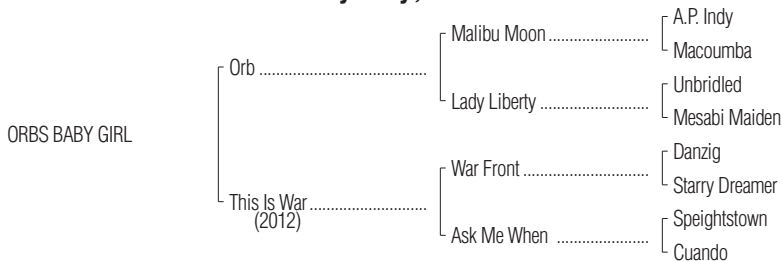 A.P. Indy
Malibu Moon ........................
Macoumba
Orb ........................................
Unbridled
Lady Liberty ..........................
Mesabi Maiden
ORBS BABY GIRL
Danzig
War Front ..............................
Starry Dreamer
This Is War ............................
(2012)
Speightstown
Ask Me When ......................
Cuando